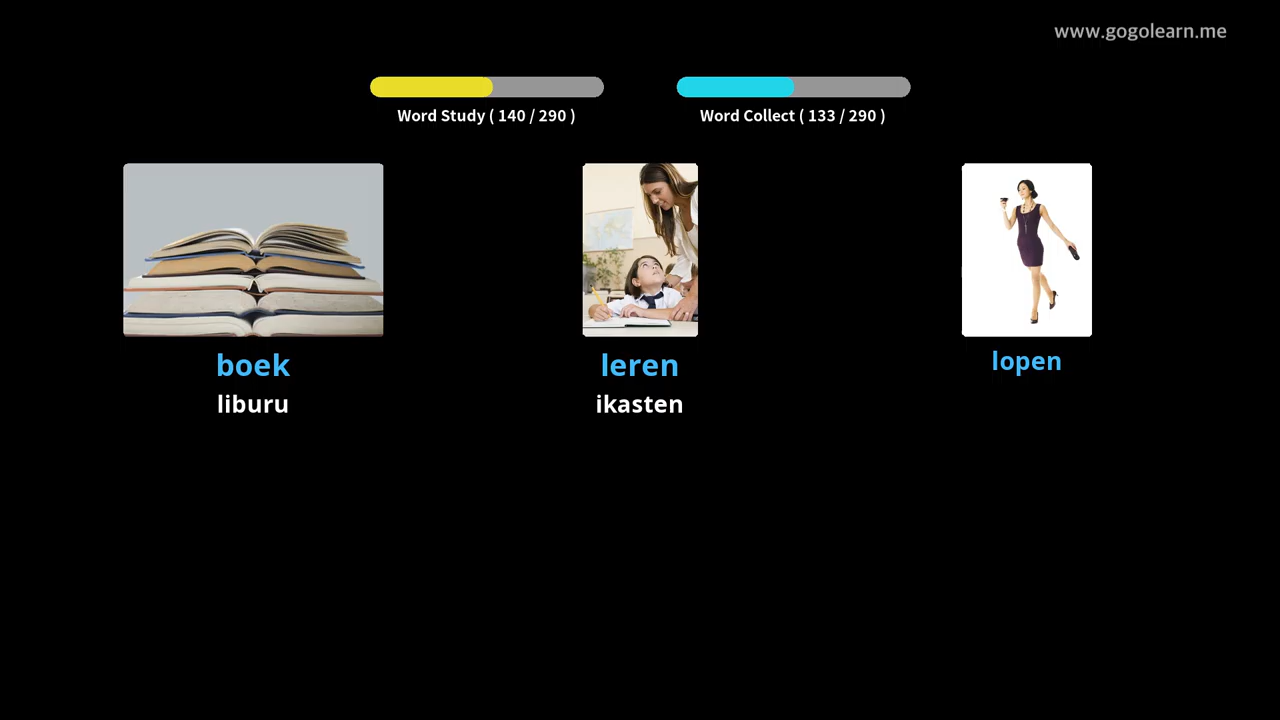 www.gogolearn.me
Word Study ( 140 / 290 )
Word Collect ( 133 / 290 )
boek
liburu
leren
ikasten
lopen